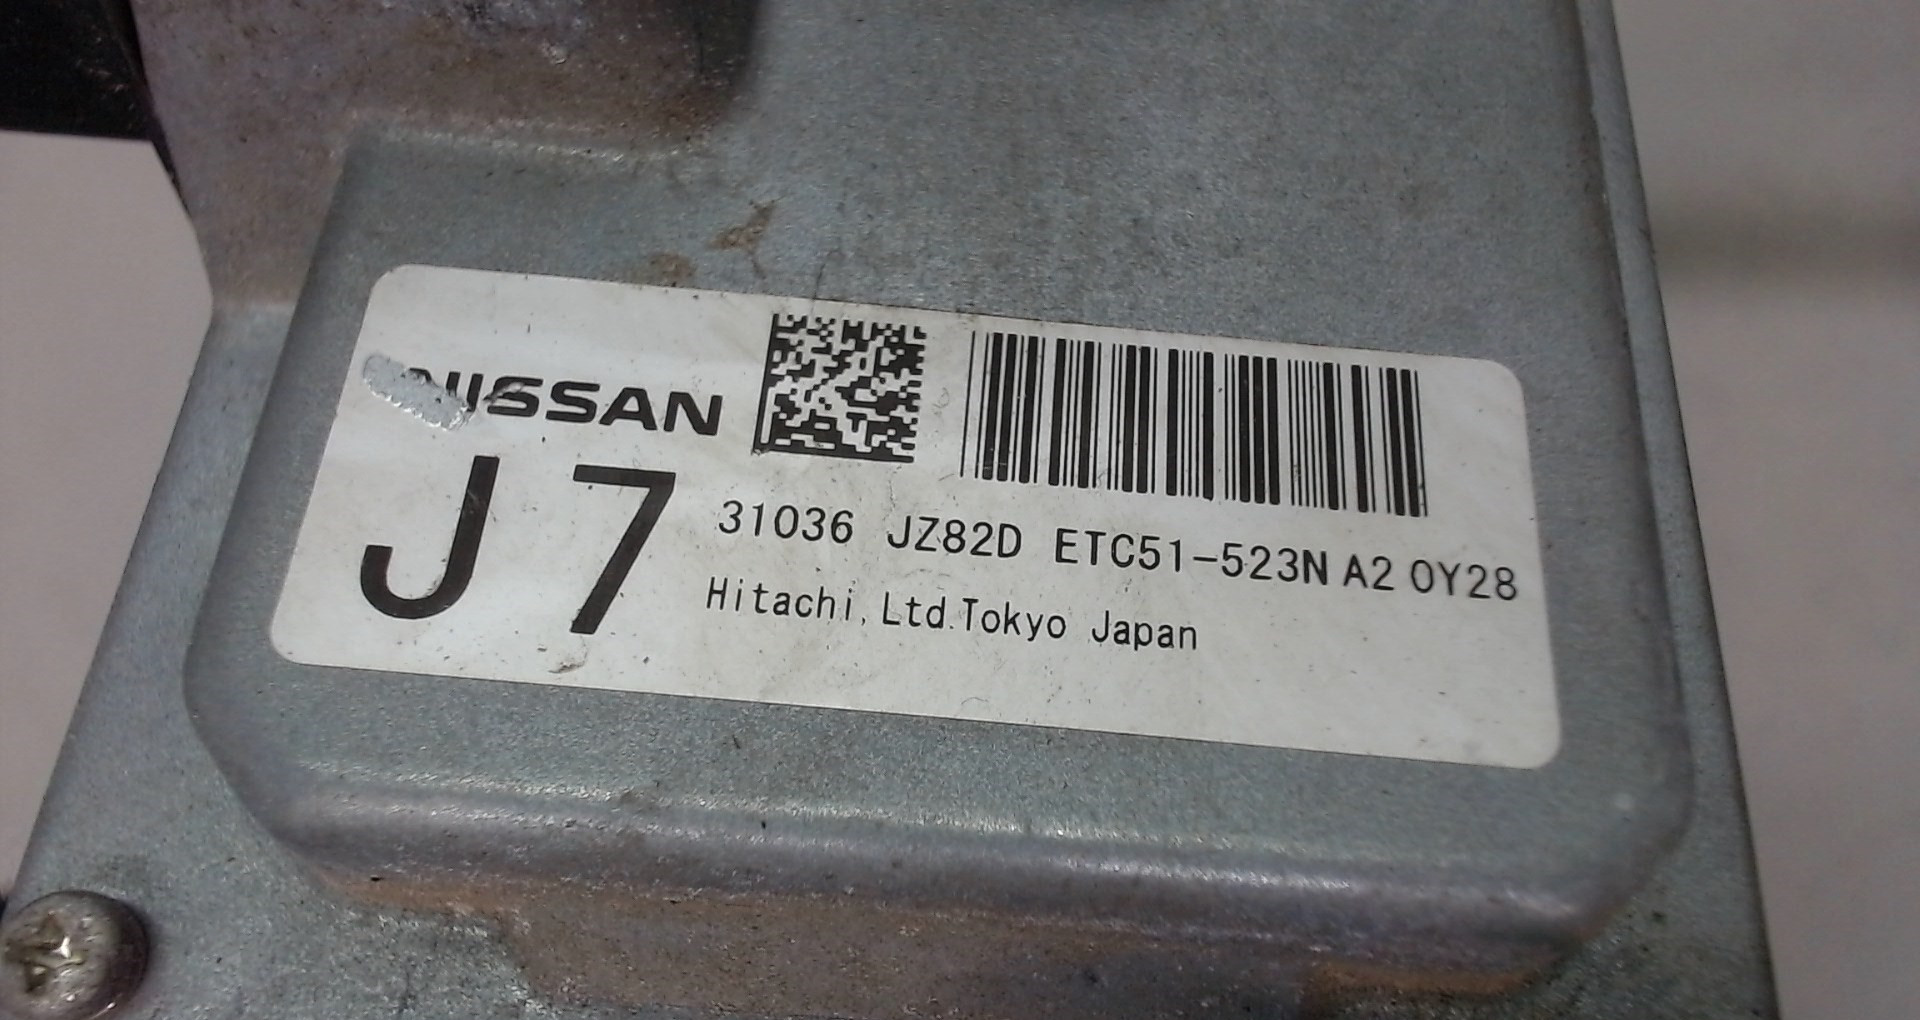 NISSAN
J7
31036 JZ82D ETC51-523N A2 0Y28
Hitachi, Ltd.Tokyo Japan